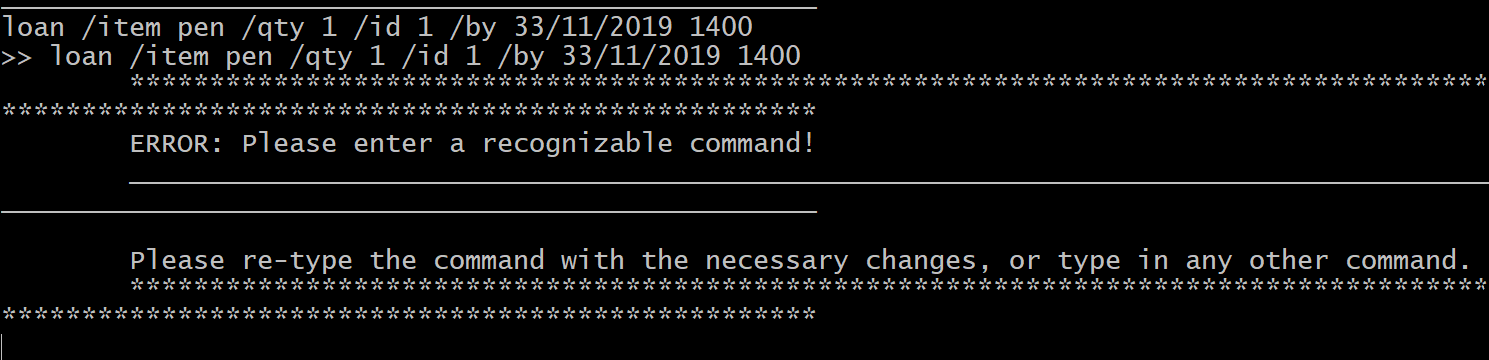 loan /item pen /qty 1 /id 1 /by 33/11/2019 1400
>> loan /item pen /qty 1 /id 1 /by 33/11/2019 1400
*************************************************************************************
***************************************************
ERROR: Please enter a recognizable command!
_____________________________________________________________________________________
___________________________________________________
Please re-type the command with the necessary changes, or type in any other command.
*************************************************************************************
***************************************************